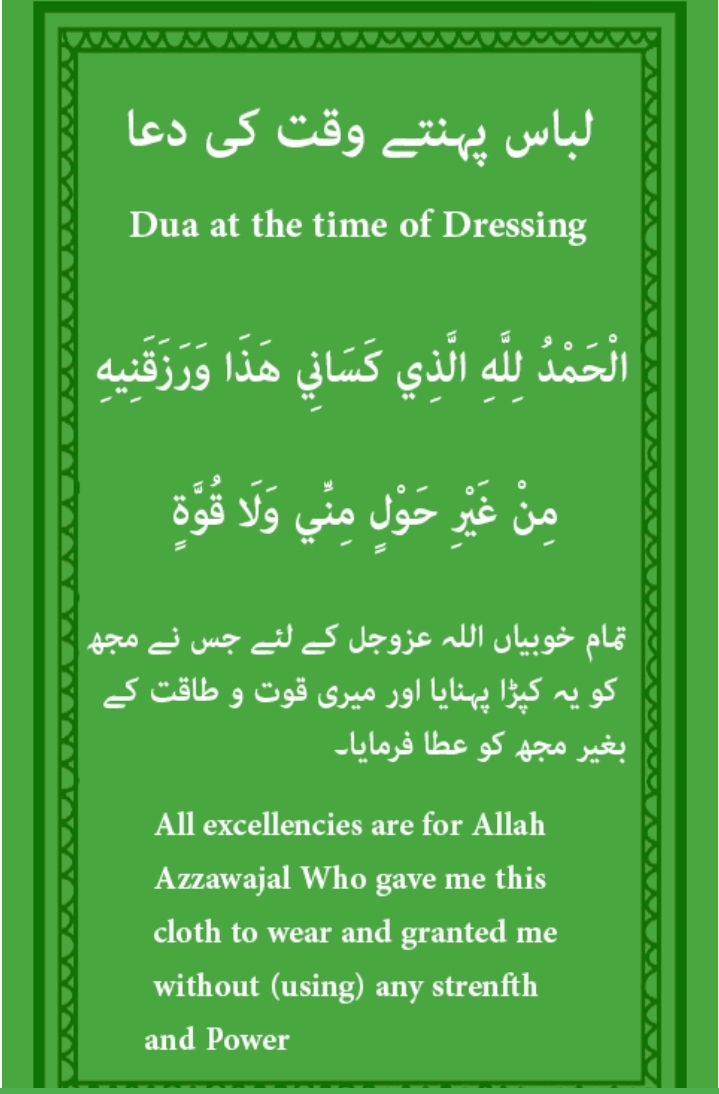 لباس پہنتے وقت کی دعا
Dua at the time of Dressing
الْحَمْدُ لِلَّهِ الَّذِي كَسَانِي هَذَا وَرَزَقَنِيهِ
مِنْ غَيْرِ حَوْلٍ مِنِّي وَلَا قُوَّةٍ
تمام خوبیاں اللہ عزوجل کے لئے جس نے مجھ
کو یہ کپڑا پہنایا اور میری قوت و طاقت کے
بغیر مجھ کو عطا فرمایا۔
All excellencies are for Allah
Azzawajal Who gave me this
cloth to wear and granted me
without (using) any strenfth
and Power